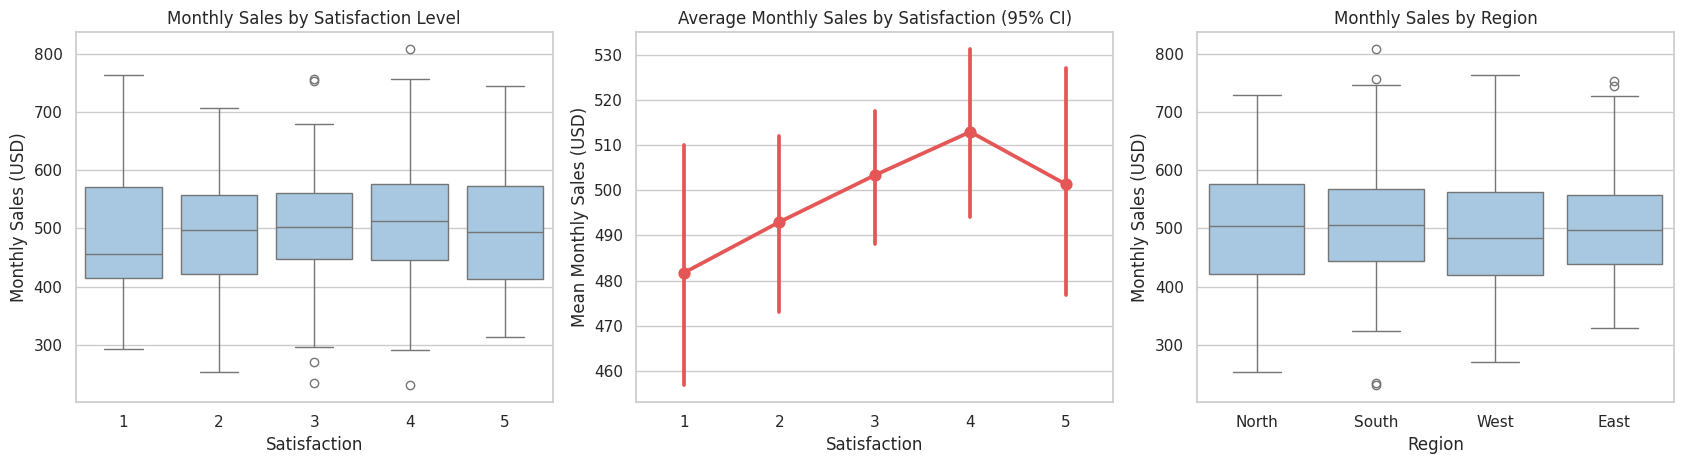 Monthly Sales by Satisfaction Level
Monthly Sales (USD)
800
700
600
500
400
300
1 2 3 4 5
Satisfaction
Average Monthly Sales by Satisfaction (95% CI)
Mean Monthly Sales (USD)
530
520
510
500
490
480
470
460
1 2 3 4 5
Satisfaction
Monthly Sales by Region
Monthly Sales (USD)
800
700
600
500
400
300
North South West East
Region